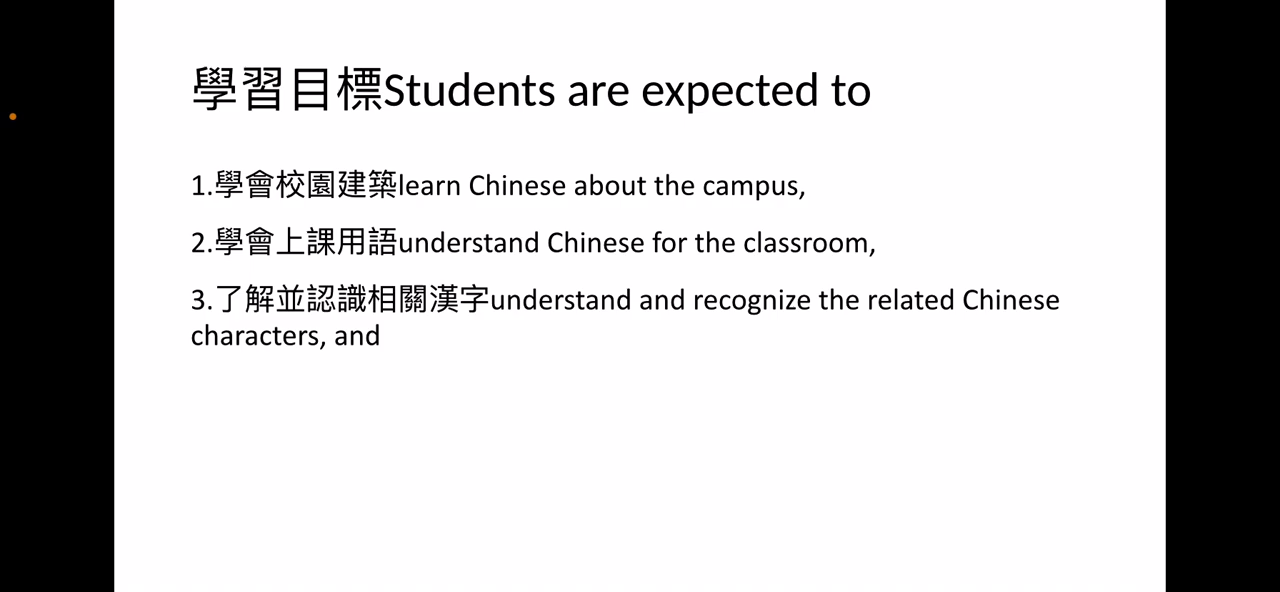 學習目標Students are expected to
1.學會校園建築learn Chinese about the campus,
2.學會上課用語understand Chinese for the classroom,
3.了解並認識相關漢字understand and recognize the related Chinese
characters, and